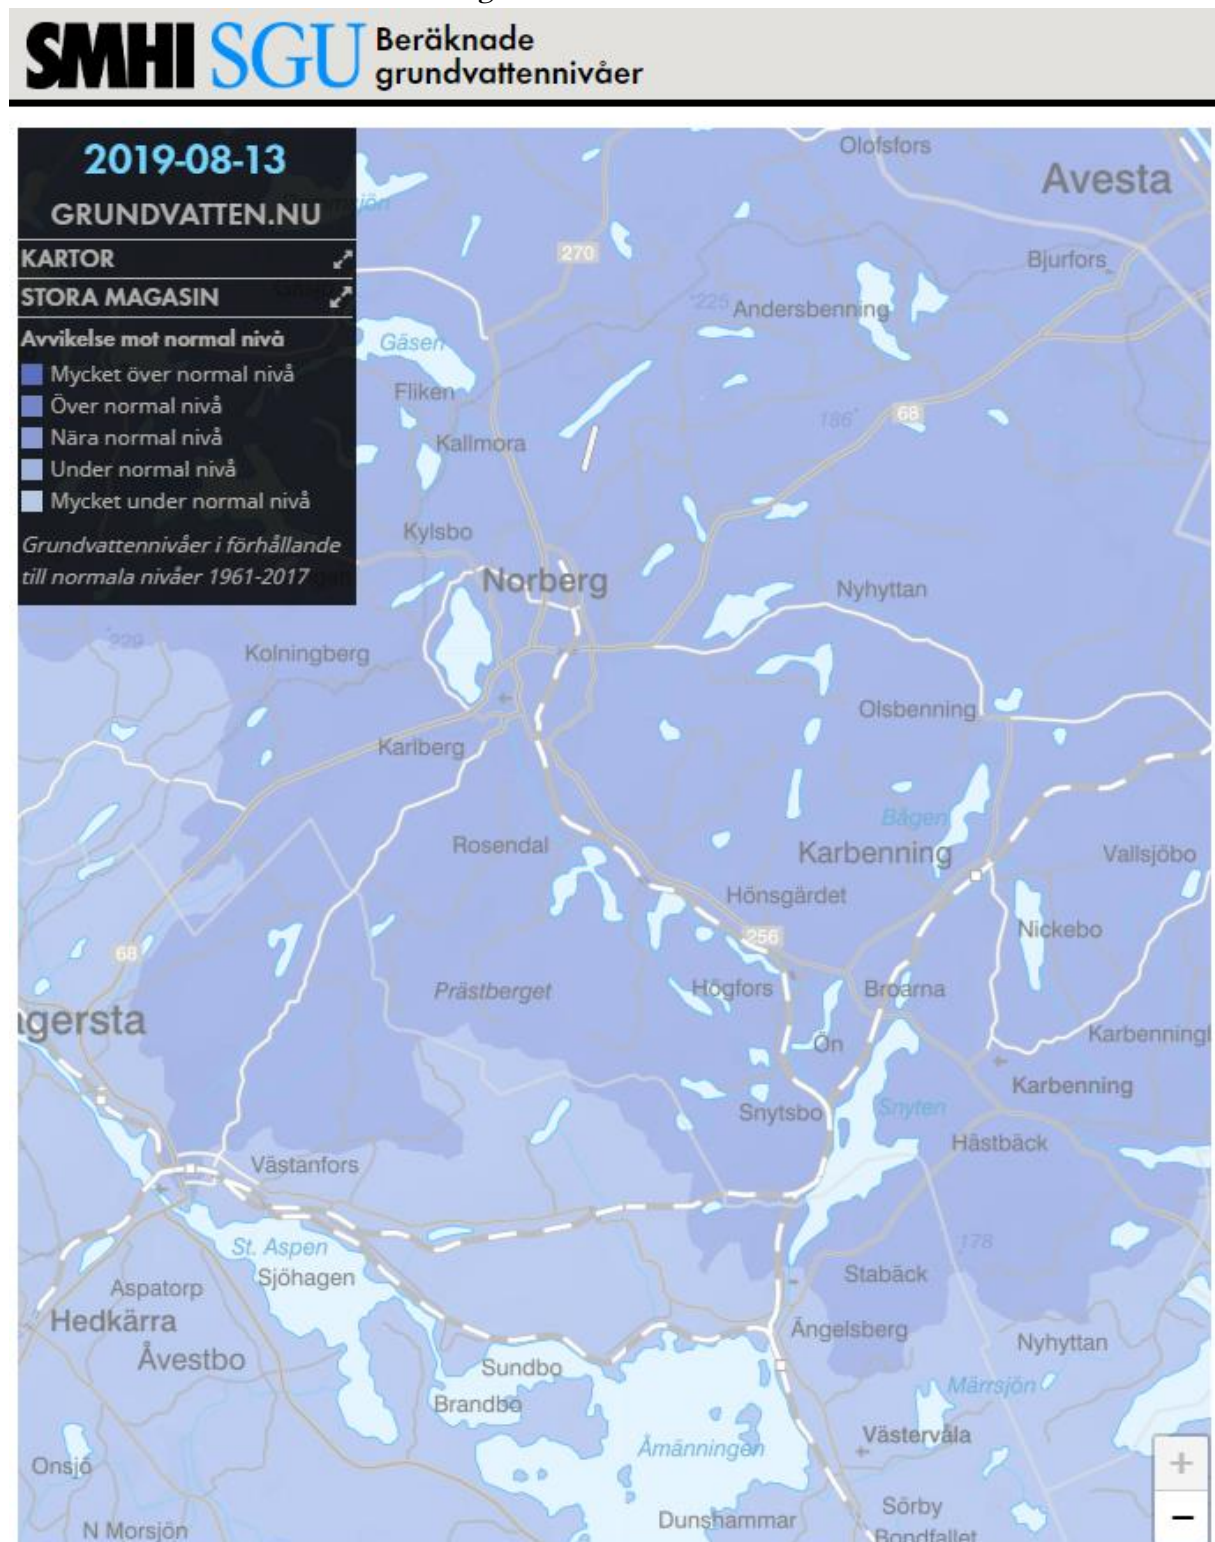 SMHI SGU Beräknade
grundvattennivåer
2019-08-13
GRUNDVATTEN.NU
KARTOR
STORA MAGASIN
Avvikelse mot normal nivå
Mycket över normal nivå
Över normal nivå
Nära normal nivå
Under normal nivå
Mycket under normal nivå
Grundvattennivåer i förhållande
till normala nivåer 1961-2017
Olofsfors
Avesta
270
Bjurfors
225
Andersbenning
Gäsen
Fliken
186
68
Kallmora
Kylsbo
Norberg
Nyhyttan
229
Kolningberg
Olsbenning
Karlberg
Bågen
Rosendal
Karbenning
Vallsjöbo
Hönsgärdet
Nickebo
256
68
Prästberget
Högfors
Broarna
agersta
Ön
Karbenning
Karbenning
Snytsbo
Snyten
Hästbäck
Västanfors
178
St. Aspen
Sjöhagen
Stabäck
Aspatorp
Hedkärra
Ängelsberg
Nyhyttan
Åvestbo
Sundbo
Märrsjön
Brandbo
Västervåla
Åmänningen
Onsjö
+
Sörby
Dunshammar
N Morsjön
Bondfallet
−